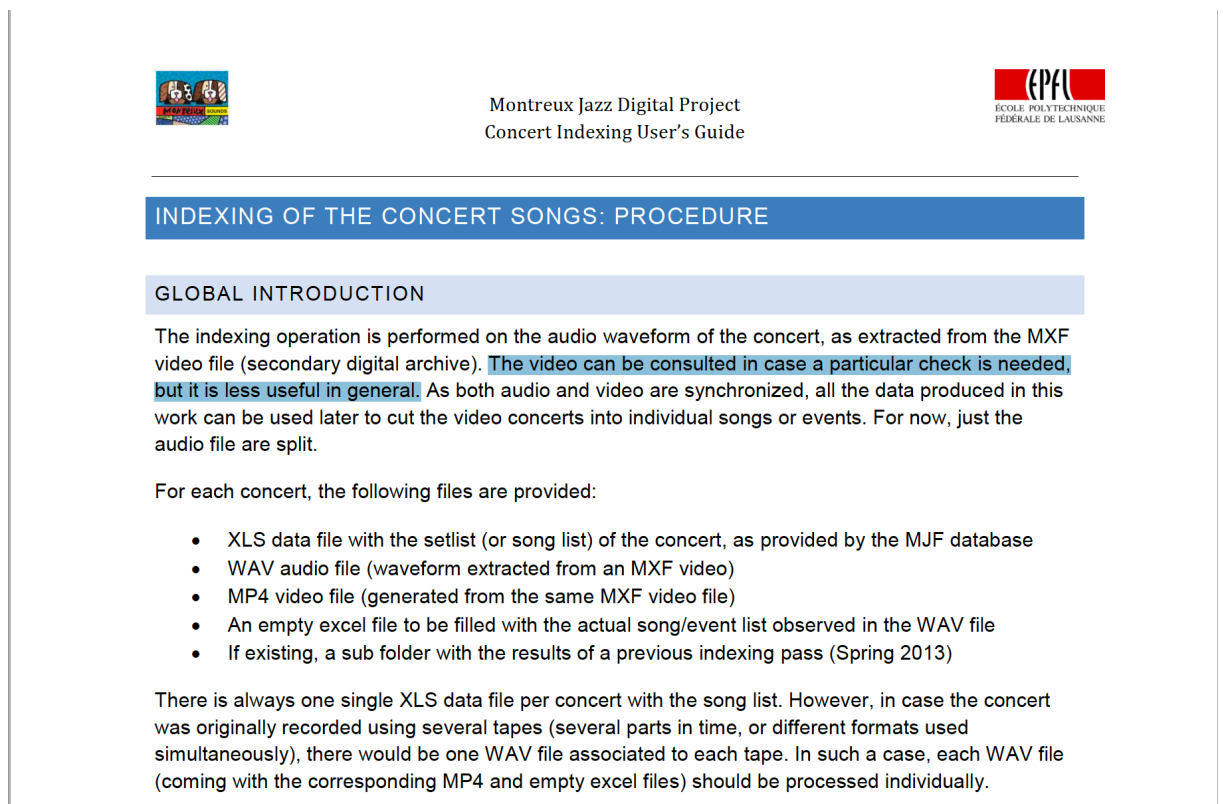 MONTREUX SOUNDS
Montreux Jazz Digital Project
Concert Indexing User's Guide
EPFL
ÉCOLE POLYTECHNIQUE
FÉDÉRALE DE LAUSANNE
INDEXING OF THE CONCERT SONGS: PROCEDURE
GLOBAL INTRODUCTION
The indexing operation is performed on the audio waveform of the concert, as extracted from the MXF
video file (secondary digital archive). The video can be consulted in case a particular check is needed,
but it is less useful in general. As both audio and video are synchronized, all the data produced in this
work can be used later to cut the video concerts into individual songs or events. For now, just the
audio file are split.
For each concert, the following files are provided:
• XLS data file with the setlist (or song list) of the concert, as provided by the MJF database
• WAV audio file (waveform extracted from an MXF video)
• MP4 video file (generated from the same MXF video file)
• An empty excel file to be filled with the actual song/event list observed in the WAV file
• If existing, a sub folder with the results of a previous indexing pass (Spring 2013)
There is always one single XLS data file per concert with the song list. However, in case the concert
was originally recorded using several tapes (several parts in time, or different formats used
simultaneously), there would be one WAV file associated to each tape. In such a case, each WAV file
(coming with the corresponding MP4 and empty excel files) should be processed individually.